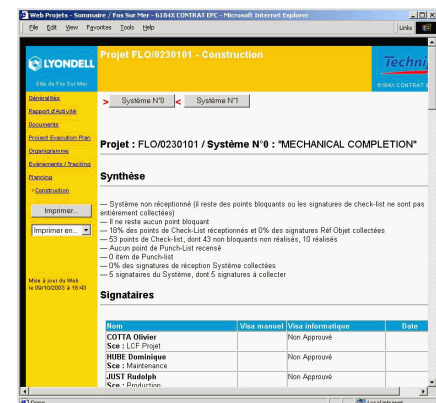 Web Projets - Sommaire / Fos Sur Mer - 6184X CONTRAT EPC - Microsoft Internet Explorer
File Edit View Favorites Tools Help Links
LYONDELL
Site de Fos Sur Mer
Projet FLO/0230101 - Construction
Techni
6184X CONTRAT E
Généralités
Rapport d'Activité
Documents
Project Execution Plan
Organigramme
Evènements / Tracking
Planning
>Construction
Imprimer...
Imprimer en...
Mise à jour du Web
le 09/10/2003 à 18:43
> Système N°0 < Système N°1
Projet : FLO/0230101 / Système N°0 : "MECHANICAL COMPLETION"
Synthèse
— Système non réceptionné (il reste des points bloquants ou les signatures de check-list ne sont pas
entièrement collectées)
— Il ne reste aucun point bloquant
— 18% des points de Check-List réceptionnés et 0% des signatures Réf Objet collectées
— 53 points de Check-list, dont 43 non bloquants non réalisés, 10 réalisés
— Aucun point de Punch-List recensé
— 0 item de Punch-list
— 0% des signatures de réception Système collectées
— 5 signataires du Système, dont 5 signatures à collecter
Signataires
Nom Visa manuel Visa informatique Date
COTTA Olivier Non Approuvé
Sce : LCF Projet
HUBE Dominique Non Approuvé
Sce : Maintenance
JUST Rudolph Non Approuvé
Sce : Production
Done Local intranet